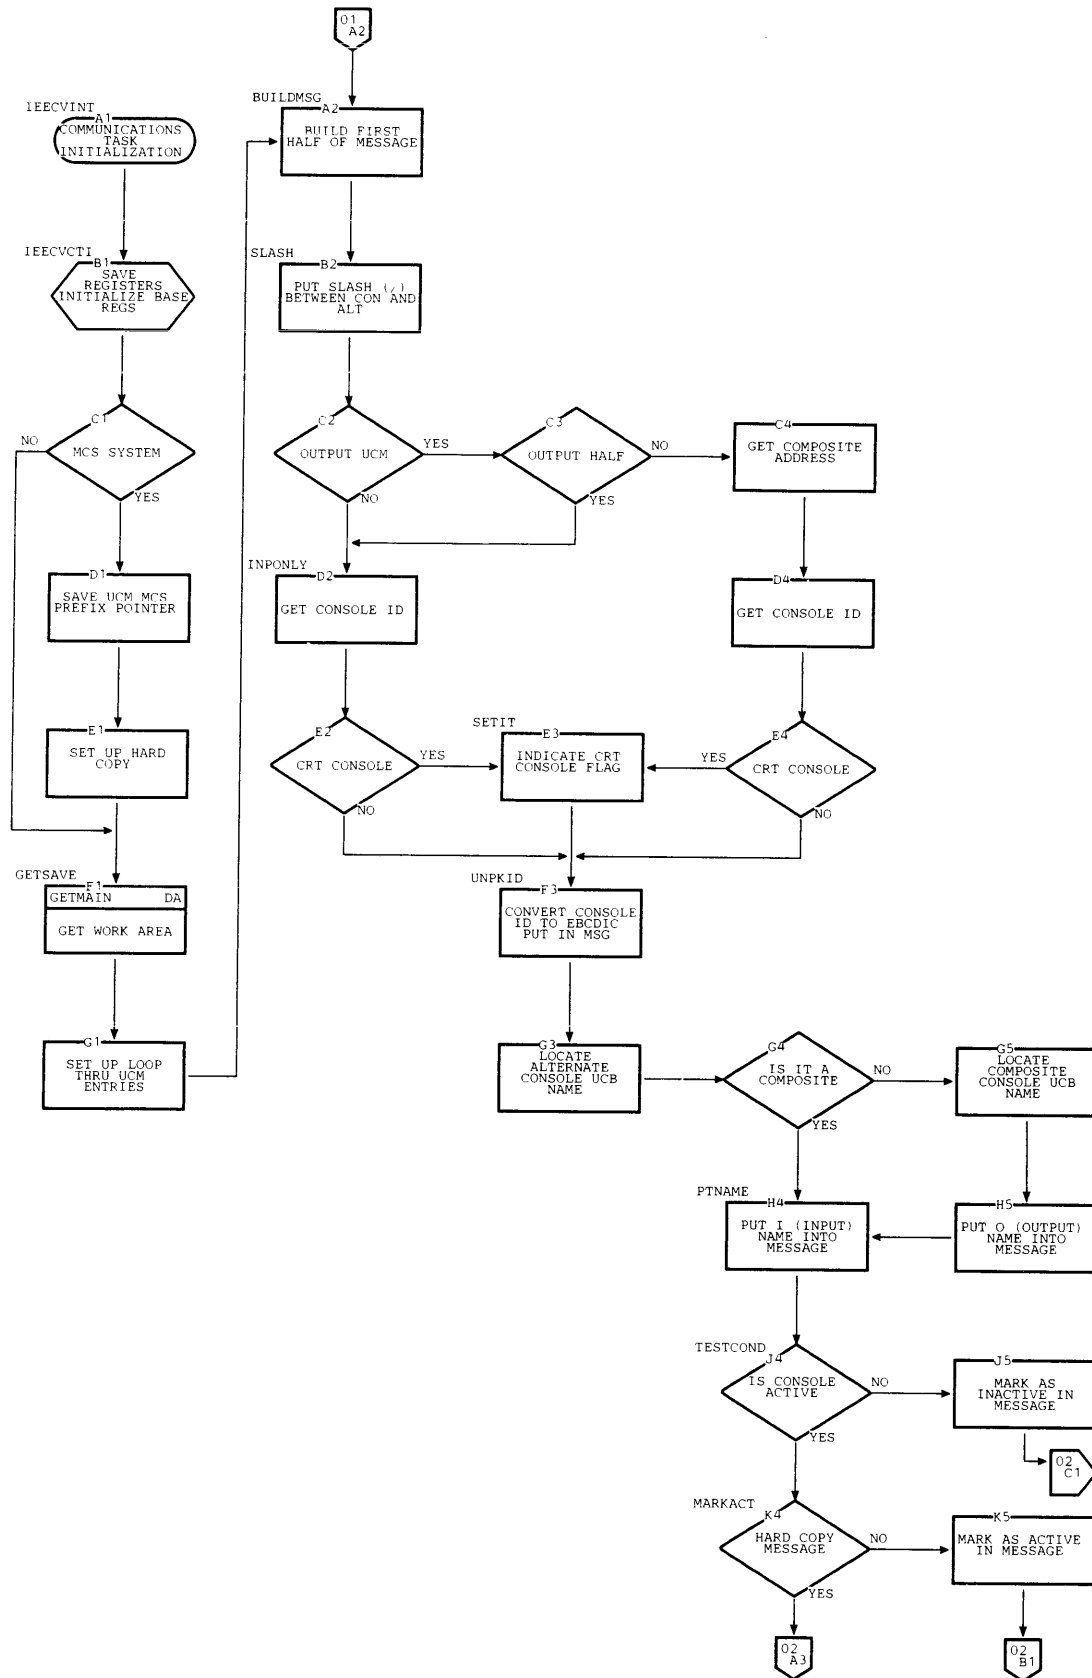 01
A2
IEECVINT
A1
COMMUNICATIONS
TASK
INITIALIZATION
IEECVCTI
B1
SAVE
REGISTERS
INITIALIZE BASE
REGS
C1
MCS SYSTEM
NO
YES
D1
SAVE UCM MCS
PREFIX POINTER
E1
SET UP HARD
COPY
GETSAVE
F1
GETMAIN DA
GET WORK AREA
G1
SET UP LOOP
THRU UCM
ENTRIES
BUILDMSG
A2
BUILD FIRST
HALF OF MESSAGE
SLASH
B2
PUT SLASH (/)
BETWEEN CON AND
ALT
C2
OUTPUT UCM
YES
NO
C3
OUTPUT HALF
NO
YES
C4
GET COMPOSITE
ADDRESS
INPONLY
D2
GET CONSOLE ID
D4
GET CONSOLE ID
E2
CRT CONSOLE
YES
NO
SETIT
E3
INDICATE CRT
CONSOLE FLAG
E4
CRT CONSOLE
YES
NO
UNPKID
F3
CONVERT CONSOLE
ID TO EBCDIC
PUT IN MSG
G3
LOCATE
ALTERNATE
CONSOLE UCB
NAME
G4
IS IT A
COMPOSITE
NO
YES
G5
LOCATE
COMPOSITE
CONSOLE UCB
NAME
PTNAME
H4
PUT I (INPUT)
NAME INTO
MESSAGE
H5
PUT O (OUTPUT)
NAME INTO
MESSAGE
TESTCOND
J4
IS CONSOLE
ACTIVE
NO
YES
J5
MARK AS
INACTIVE IN
MESSAGE
02
C1
MARKACT
K4
HARD COPY
MESSAGE
NO
YES
K5
MARK AS ACTIVE
IN MESSAGE
02
A3
02
B1